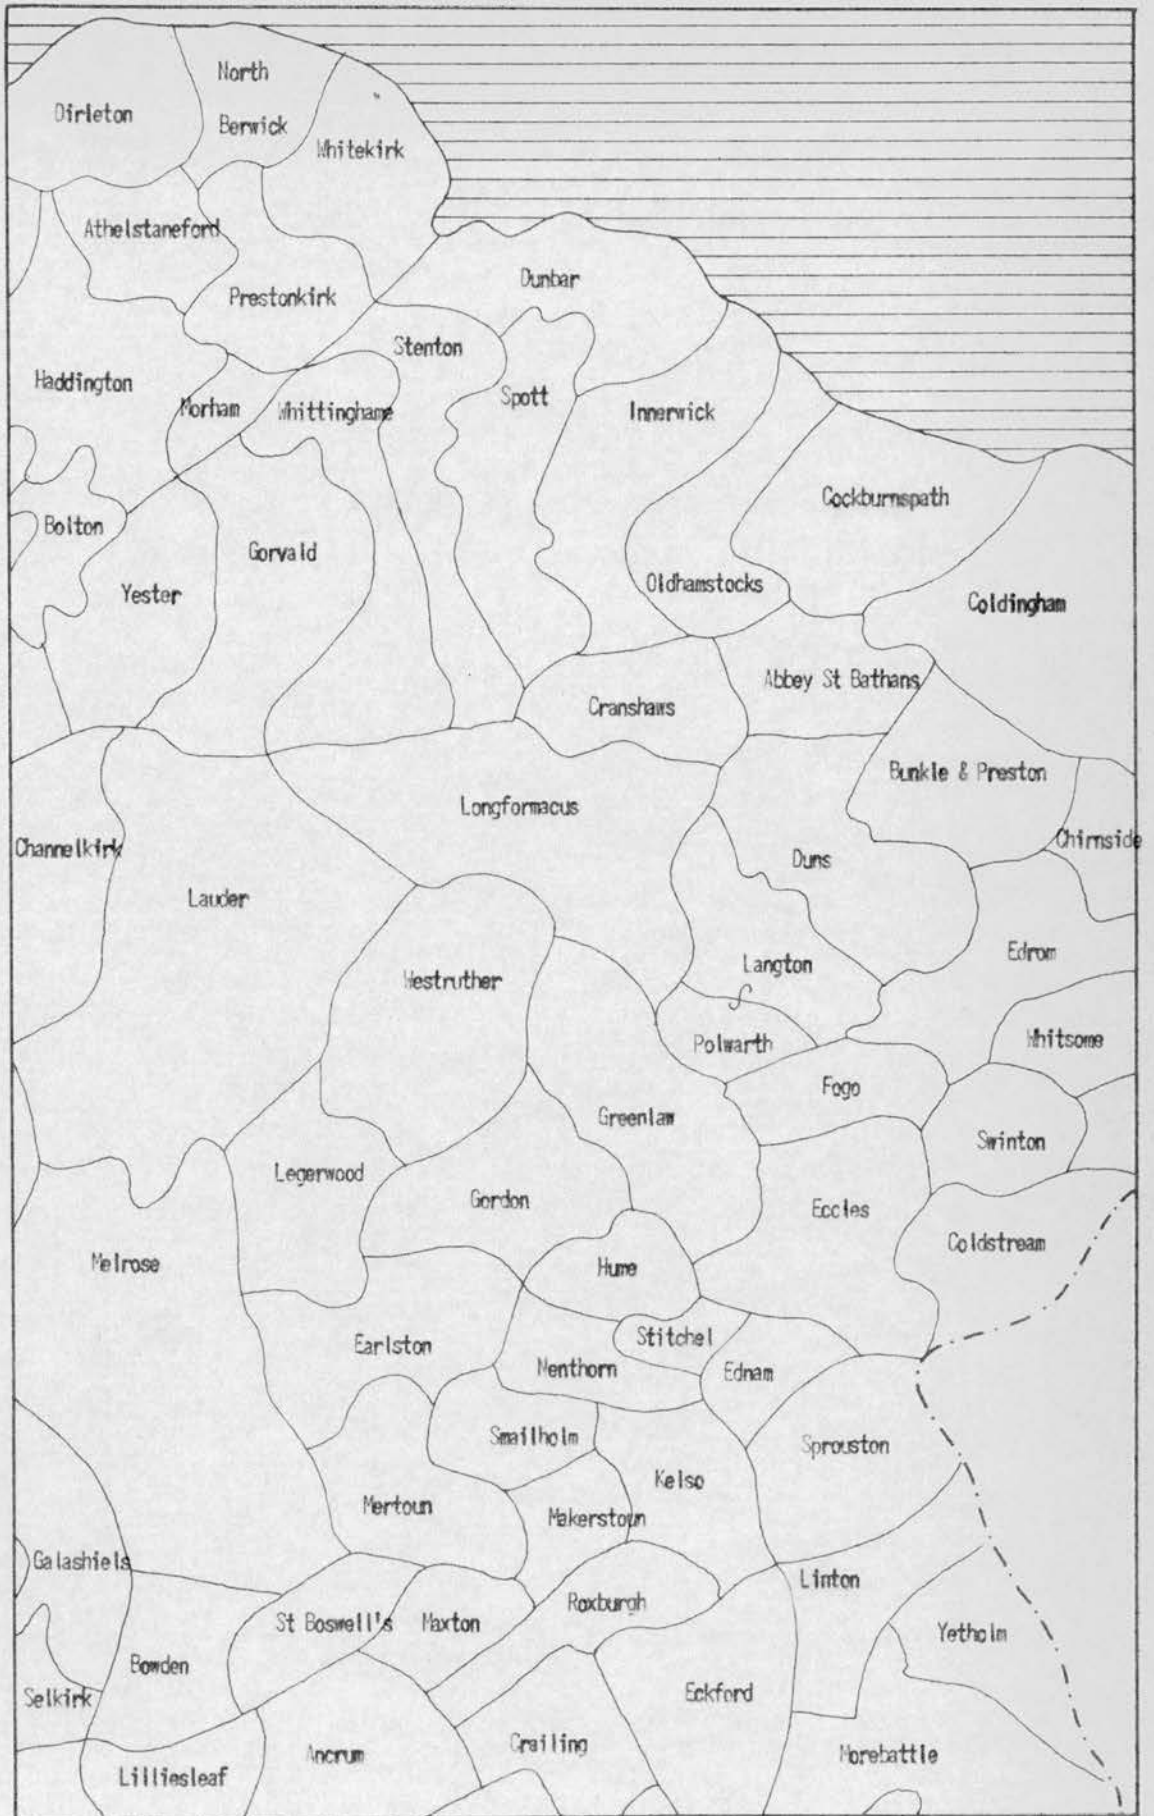 North
Berwick
Dirleton
Whitekirk
Athelstaneford
Dunbar
Prestonkirk
Stenton
Haddington
Morham
Whittinghame
Spott
Innerwick
Cockburnspath
Bolton
Gorvald
Yester
Oldhamstocks
Coldingham
Abbey St Bathans
Cranshaws
Bunkle & Preston
Longformacus
Channelkirk
Chirnside
Duns
Lauder
Edrom
Langton
Westruther
Polwarth
Whitsome
Fogo
Greenlaw
Swinton
Legerwood
Gordon
Eccles
Coldstream
Melrose
Hume
Stitchel
Earlston
Nenthorn
Ednam
Smailholm
Sprouston
Kelso
Mertoun
Makerstoun
Galashiels
Linton
Roxburgh
St Boswell's
Maxton
Yetholm
Bowden
Selkirk
Eckford
Crailing
Ancrum
Morebattle
Lilliesleaf